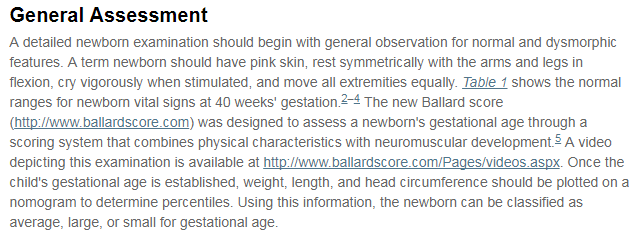 General Assessment
A detailed newborn examination should begin with general observation for normal and dysmorphic
features. A term newborn should have pink skin, rest symmetrically with the arms and legs in
flexion, cry vigorously when stimulated, and move all extremities equally. Table 1 shows the normal
ranges for newborn vital signs at 40 weeks' gestation.2–4 The new Ballard score
(http://www.ballardscore.com) was designed to assess a newborn's gestational age through a
scoring system that combines physical characteristics with neuromuscular development.5 A video
depicting this examination is available at http://www.ballardscore.com/Pages/videos.aspx. Once the
child's gestational age is established, weight, length, and head circumference should be plotted on a
nomogram to determine percentiles. Using this information, the newborn can be classified as
average, large, or small for gestational age.